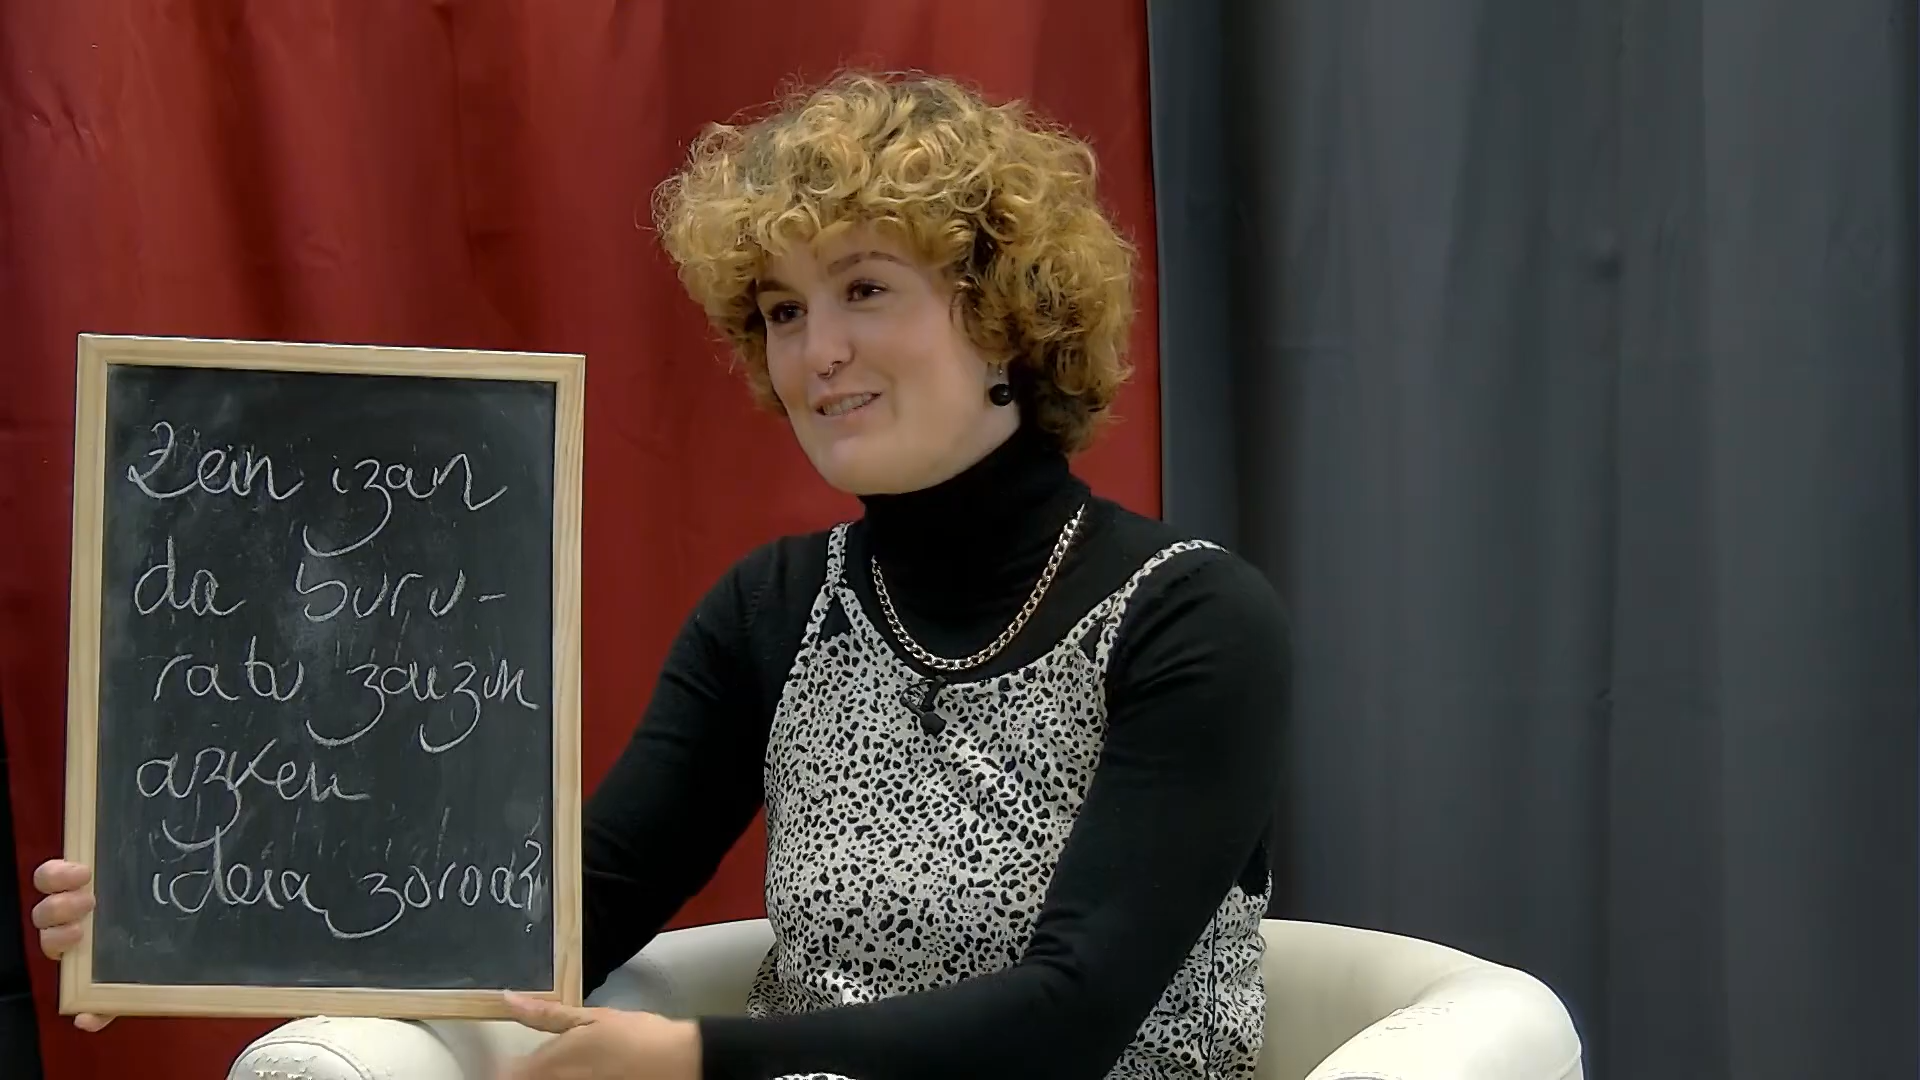 Zein izan
da buru-
ratu zaizun
azken
ideia zoroa?